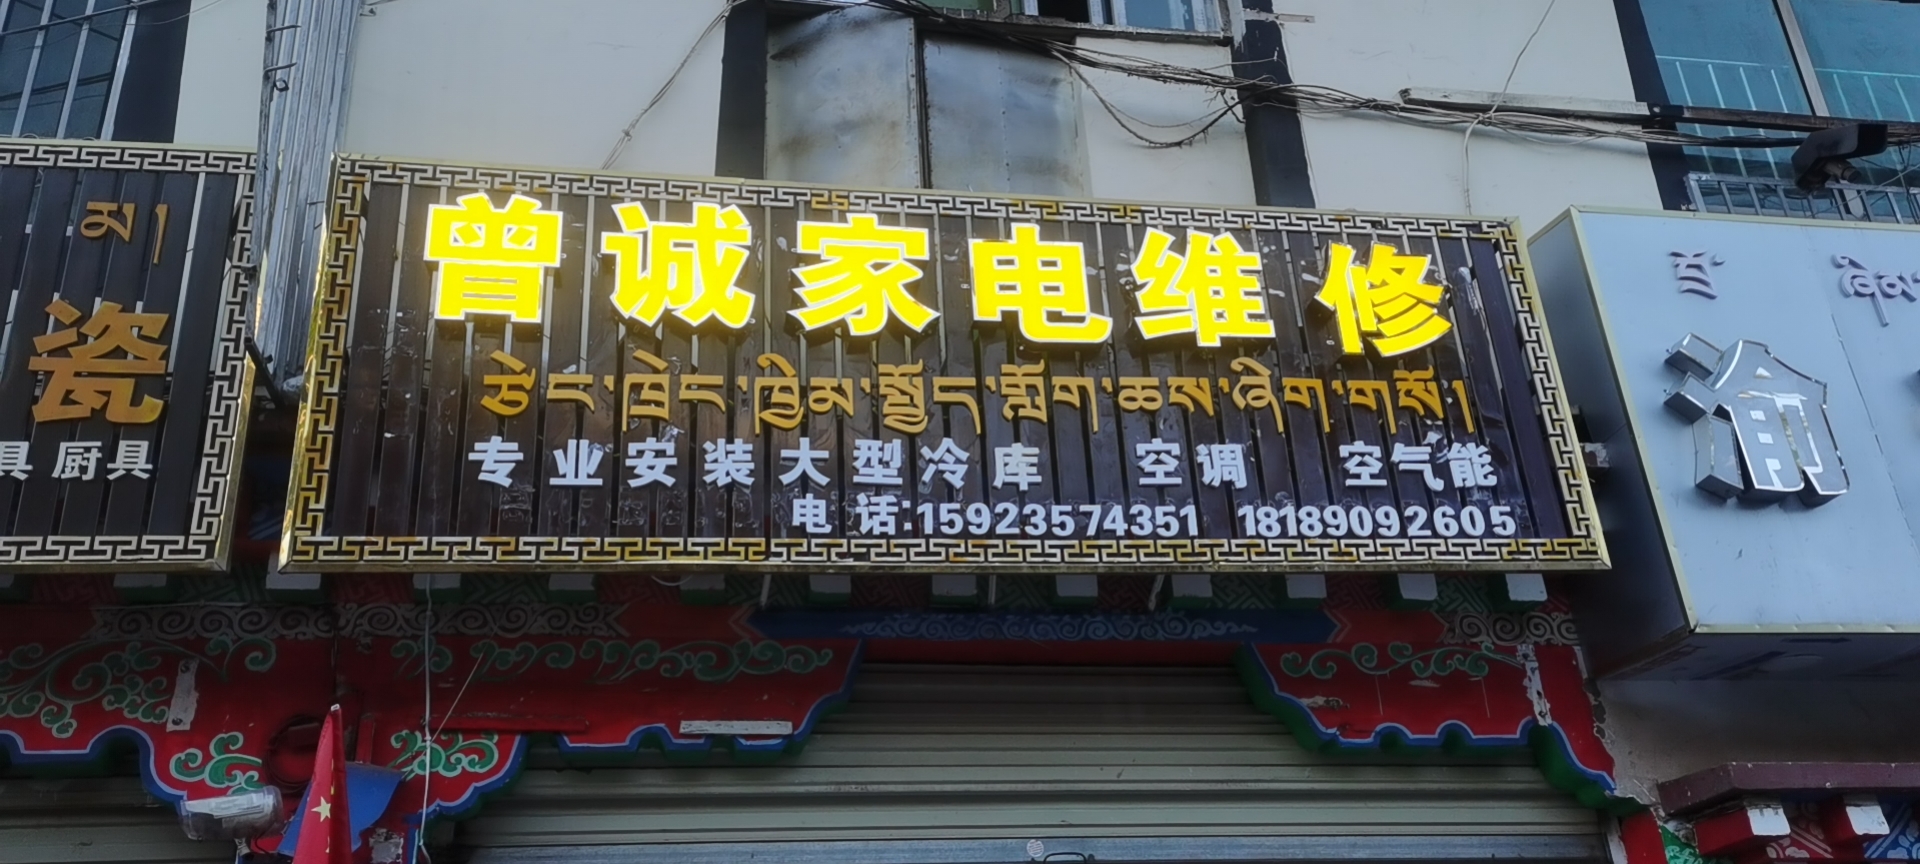 曾诚家电维修
ཙེང་ཁྲེང་ཁྱིམ་སྤྱོད་གློག་ཆས་ཞིག་གསོ།
专业安装大型冷库 空调 空气能
电话:15923574351 18189092605
མ།
瓷
具 厨具
渝